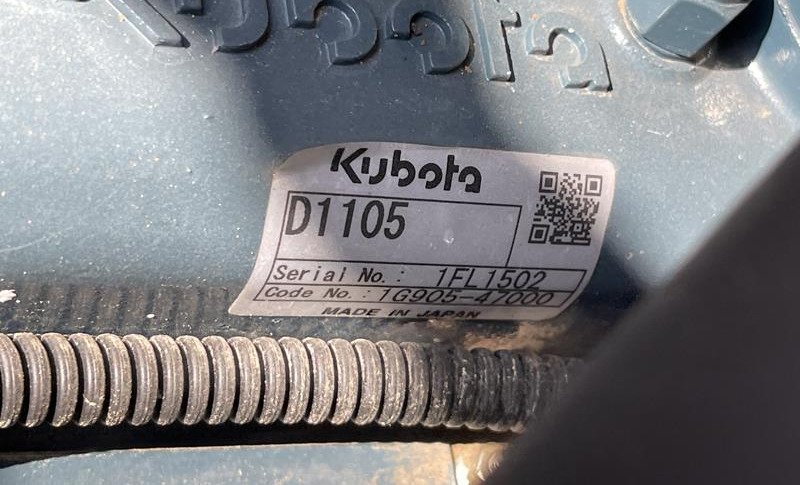 Kubota
Kubota
D1105
Serial No.: 1FL1502
Code No.: 1G905-47000
MADE IN JAPAN